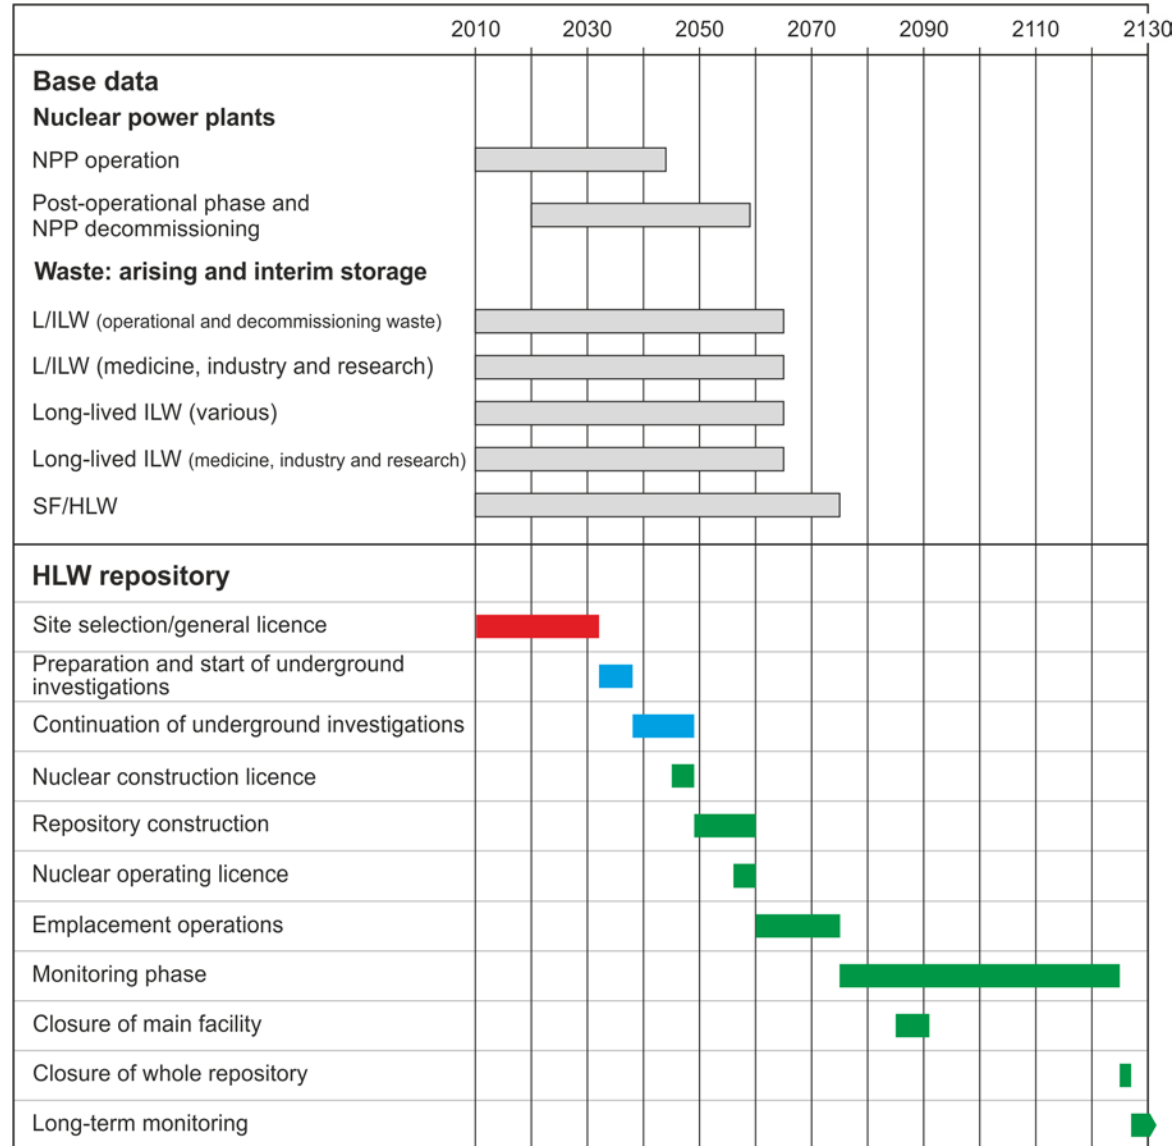 2010 2030 2050 2070 2090 2110 2130
Base data
Nuclear power plants
NPP operation
Post-operational phase and
NPP decommissioning
Waste: arising and interim storage
L/ILW (operational and decommissioning waste)
L/ILW (medicine, industry and research)
Long-lived ILW (various)
Long-lived ILW (medicine, industry and research)
SF/HLW
HLW repository
Site selection/general licence
Preparation and start of underground
investigations
Continuation of underground investigations
Nuclear construction licence
Repository construction
Nuclear operating licence
Emplacement operations
Monitoring phase
Closure of main facility
Closure of whole repository
Long-term monitoring